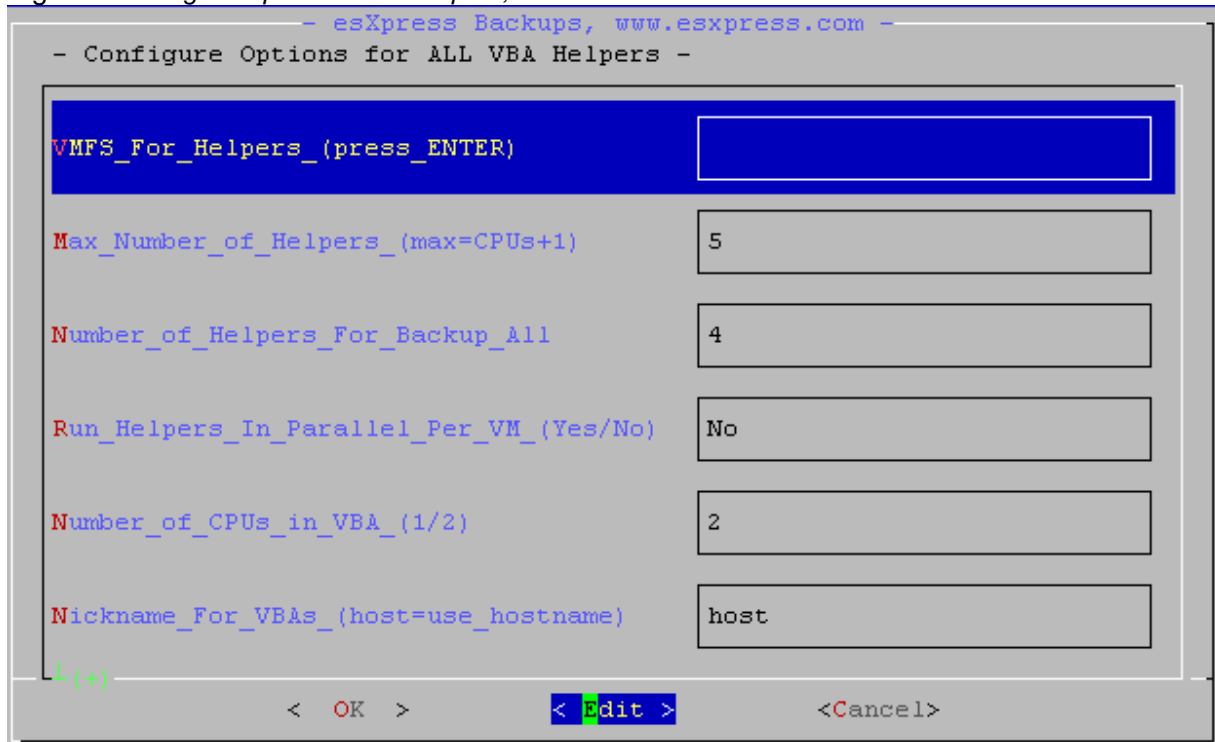 - esXpress Backups, www.esxpress.com -
- Configure Options for ALL VBA Helpers -
VMFS_For_Helpers_(press_ENTER)
Max_Number_of_Helpers_(max=CPUs+1) 5
Number_of_Helpers_For_Backup_All 4
Run_Helpers_In_Parallel_Per_VM_(Yes/No) No
Number_of_CPUs_in_VBA_(1/2) 2
Nickname_For_VBAs_(host=use_hostname) host
(+)
< OK > < Edit > <Cancel>